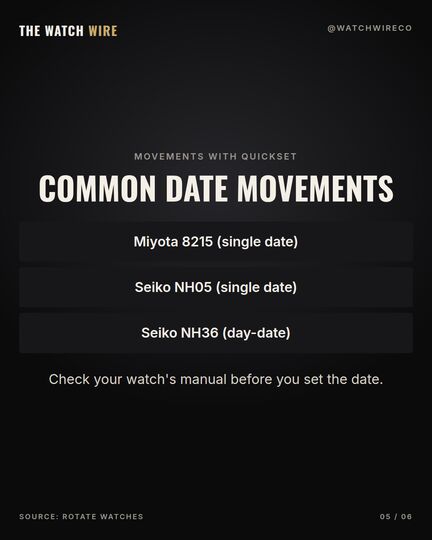 THE WATCH WIRE
@WATCHWIRECO
MOVEMENTS WITH QUICKSET
COMMON DATE MOVEMENTS
Miyota 8215 (single date)
Seiko NH05 (single date)
Seiko NH36 (day-date)
Check your watch's manual before you set the date.
SOURCE: ROTATE WATCHES
05 / 06